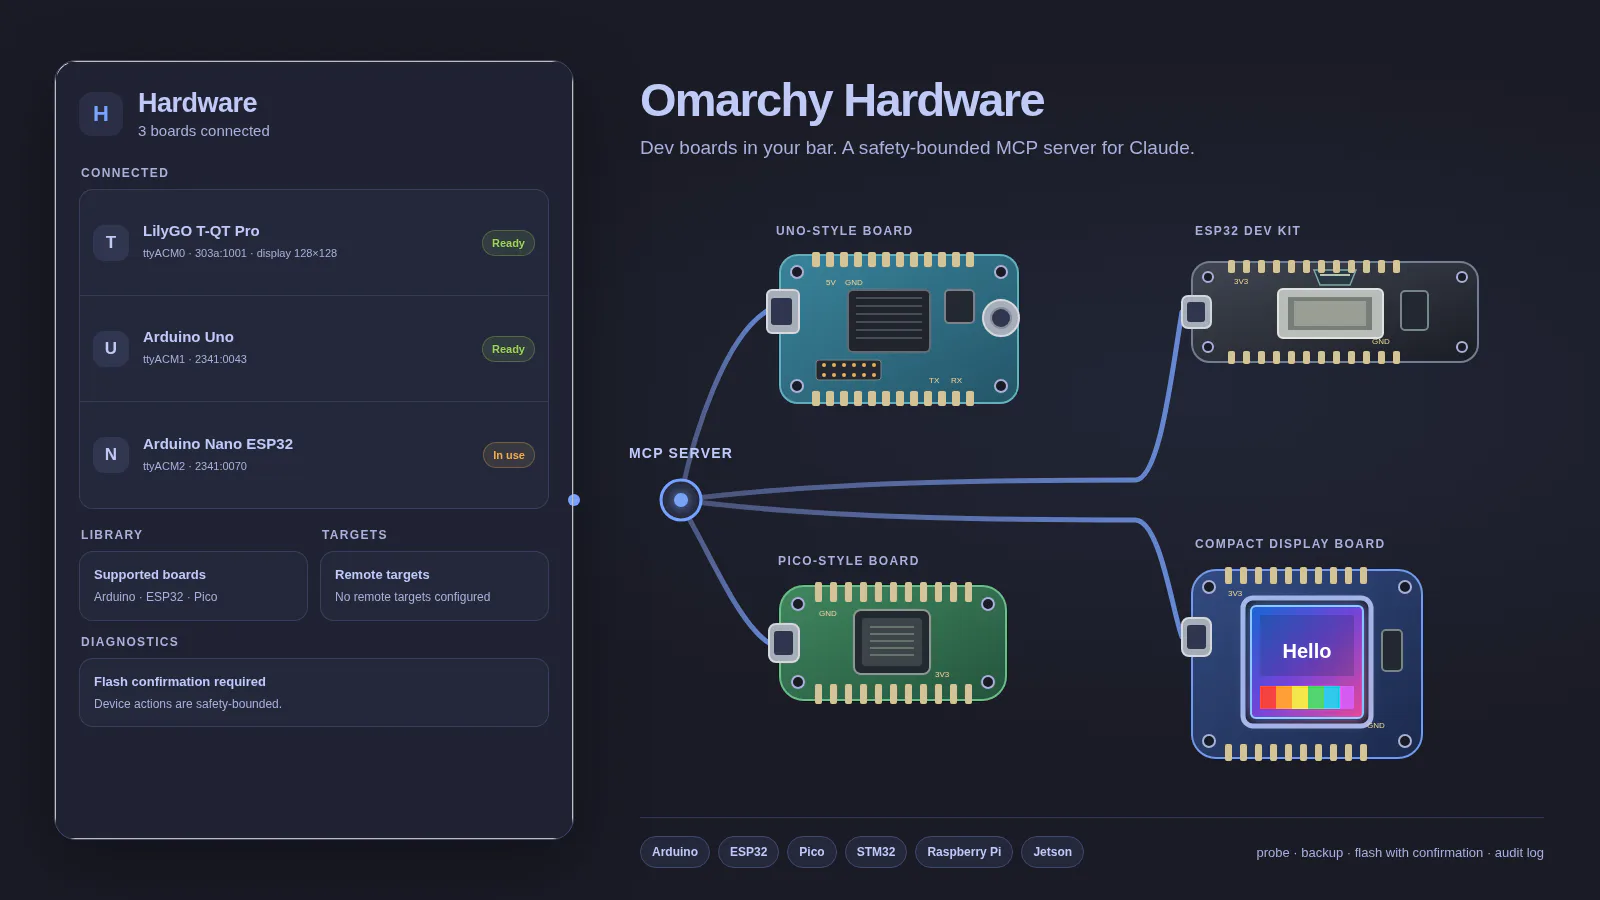 H
Hardware
3 boards connected
CONNECTED
T
LilyGO T-QT Pro
ttyACM0 · 303a:1001 · display 128×128
Ready
U
Arduino Uno
ttyACM1 · 2341:0043
Ready
N
Arduino Nano ESP32
ttyACM2 · 2341:0070
In use
LIBRARY
Supported boards
Arduino · ESP32 · Pico
TARGETS
Remote targets
No remote targets configured
DIAGNOSTICS
Flash confirmation required
Device actions are safety-bounded.
Omarchy Hardware
Dev boards in your bar. A safety-bounded MCP server for Claude.
UNO-STYLE BOARD
5V GND
TX RX
ESP32 DEV KIT
3V3
GND
MCP SERVER
PICO-STYLE BOARD
GND
3V3
COMPACT DISPLAY BOARD
3V3
Hello
GND
Arduino
ESP32
Pico
STM32
Raspberry Pi
Jetson
probe · backup · flash with confirmation · audit log